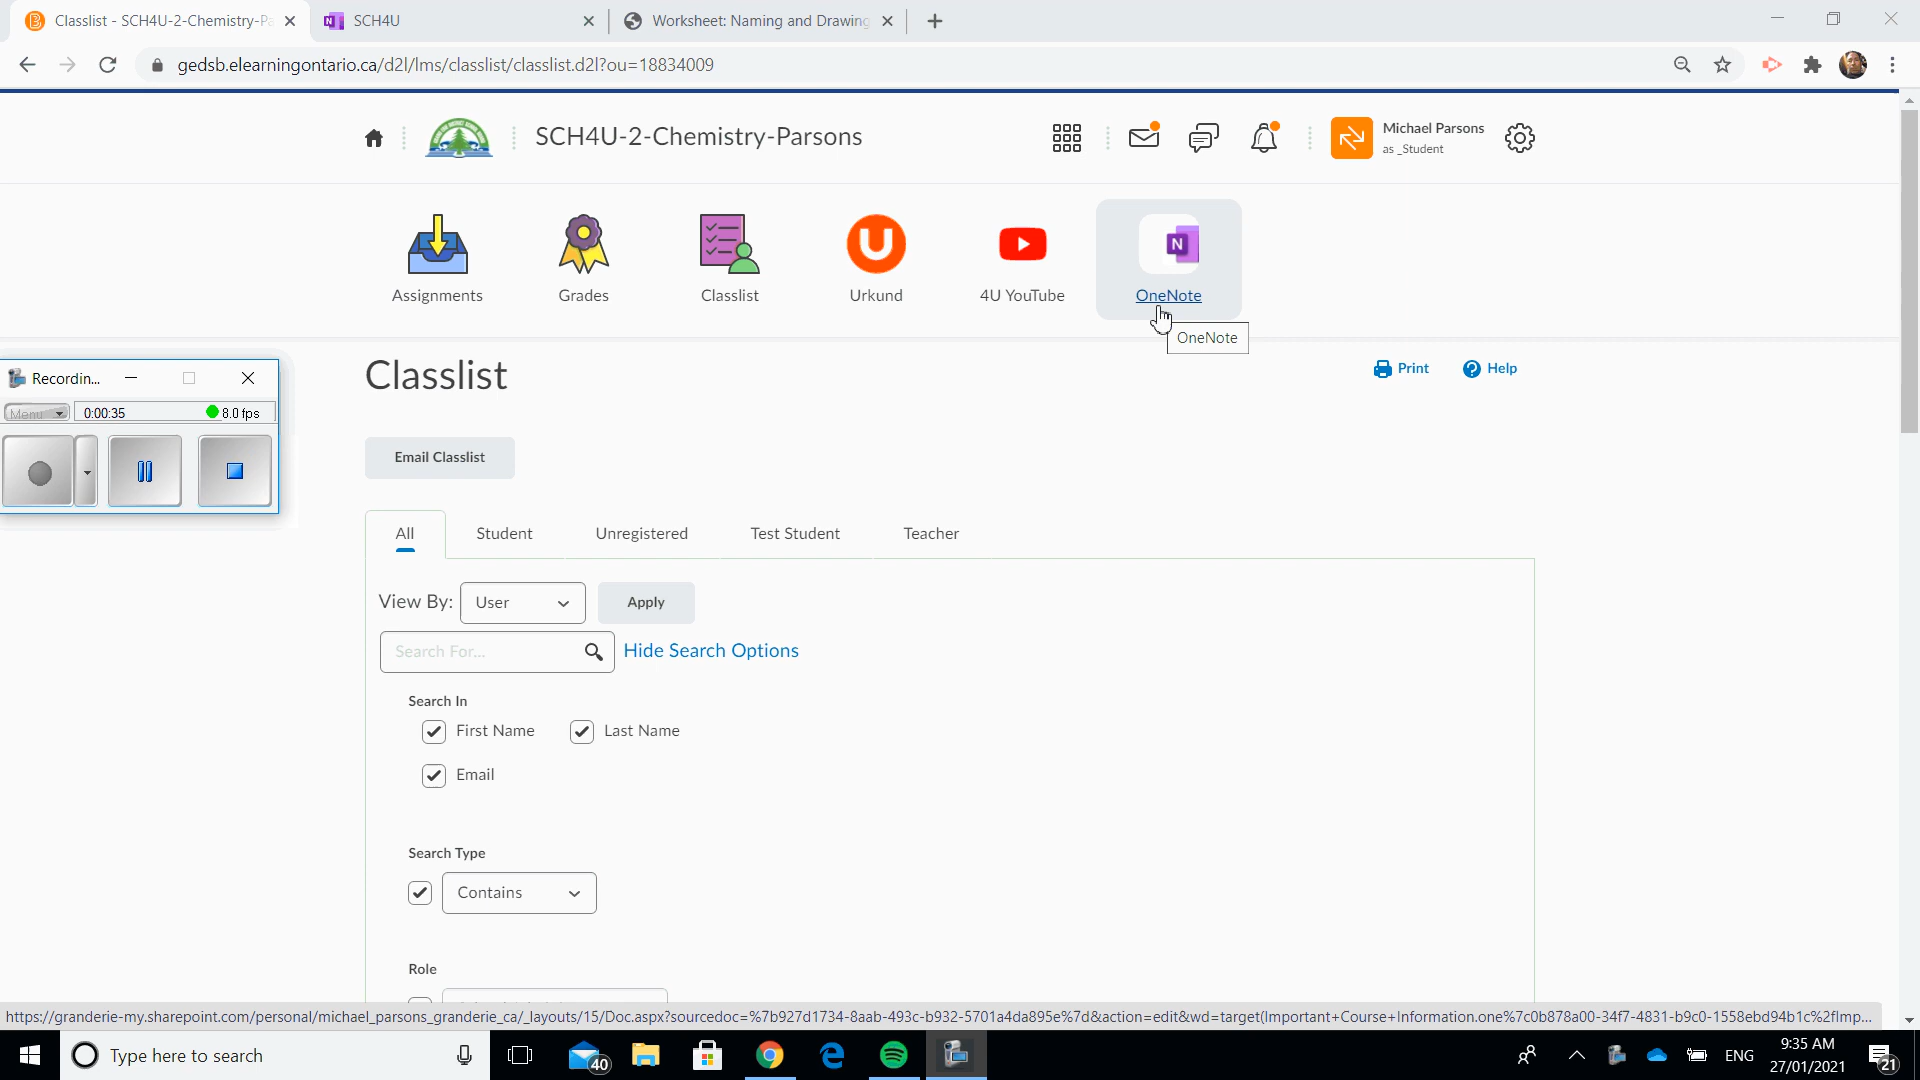 Classlist - SCH4U-2-Chemistry-Pa
SCH4U
Worksheet: Naming and Drawing
gedsb.elearningontario.ca/d2l/lms/classlist/classlist.d2l?ou=18834009
SCH4U-2-Chemistry-Parsons
Michael Parsons
as _Student
Assignments
Grades
Classlist
Urkund
4U YouTube
N
OneNote
OneNote
Classlist
Print
Help
Recordin...
Menu
0:00:35
8.0 fps
Email Classlist
All
Student
Unregistered
Test Student
Teacher
View By:
User
Apply
Search For...
Hide Search Options
Search In
First Name
Last Name
Email
Search Type
Contains
Role
https://granderie-my.sharepoint.com/personal/michael_parsons_granderie_ca/_layouts/15/Doc.aspx?sourcedoc=%7b927d1734-8aab-493c-b932-5701a4da895e%7d&action=edit&wd=target(Important+Course+Information.one%7c0b878a00-34f7-4831-b9c0-1558ebd94b1c%2fImp...
Type here to search
40
ENG
9:35 AM
27/01/2021
21